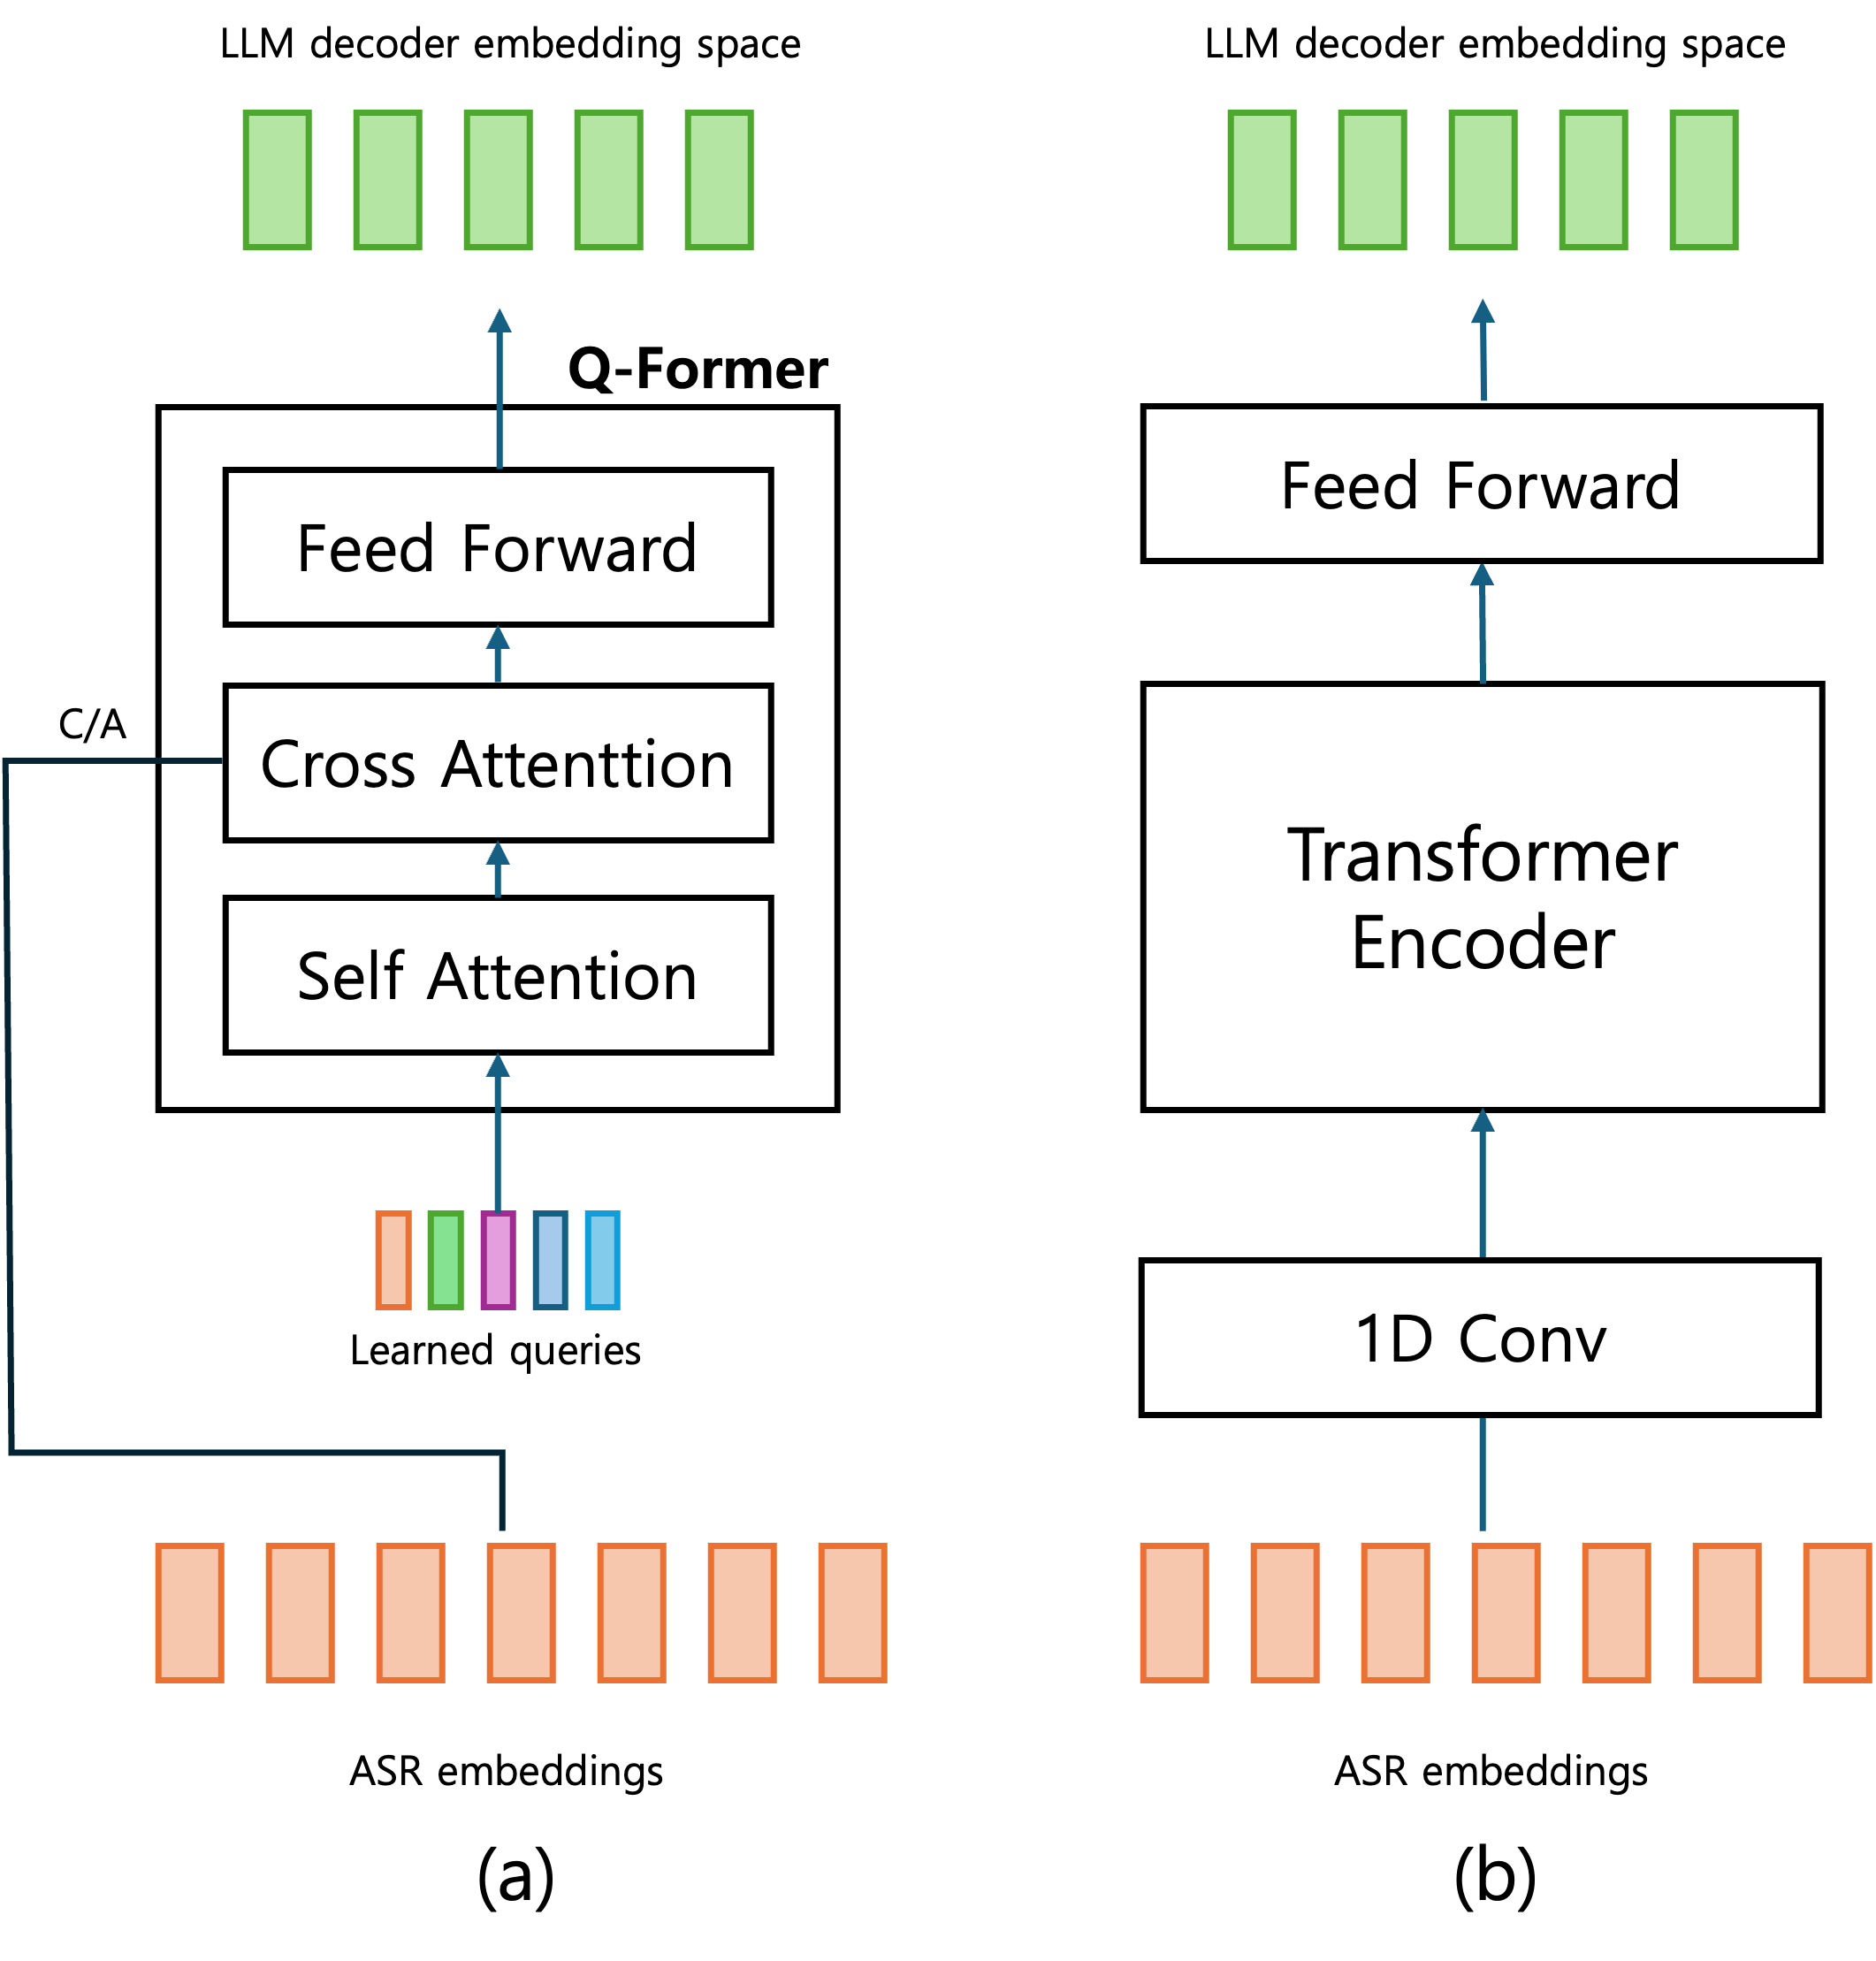 LLM decoder embedding space
Q-Former
Feed Forward
C/A
Cross Attenttion
Self Attention
Learned queries
ASR embeddings
(a)
LLM decoder embedding space
Feed Forward
Transformer
Encoder
1D Conv
ASR embeddings
(b)